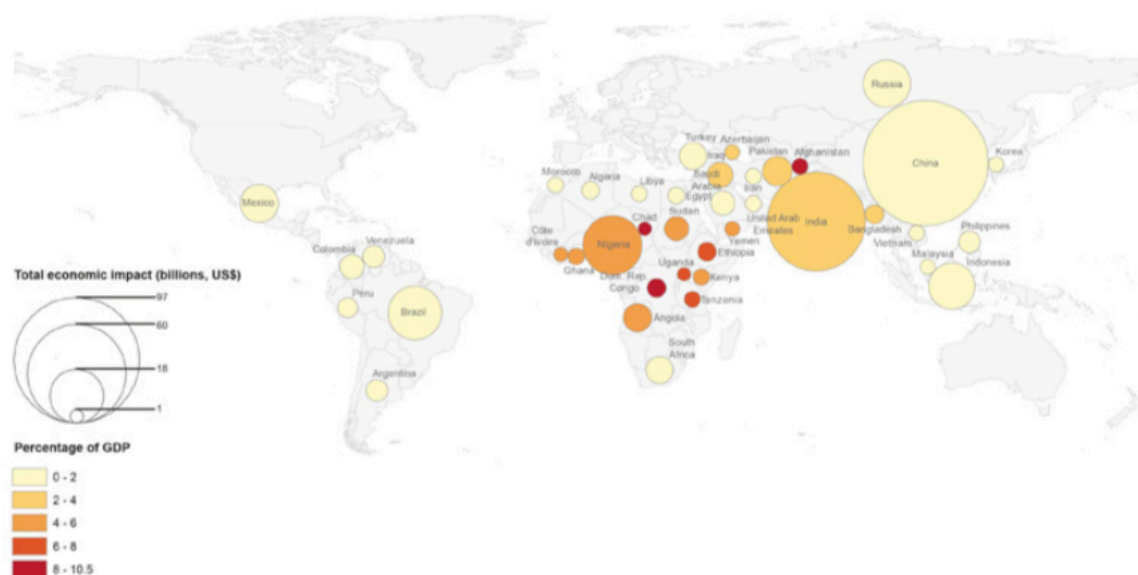 Russia
China
Korea
Turkey
Azerbaijan
Iraq
Pakistan
Afghanistan
Saudi
Arabia
Iran
Morocco
Algeria
Libya
Egypt
Mexico
United Arab
Emirates
India
Bangladesh
Vietnam
Philippines
Malaysia
Indonesia
Chad
Sudan
Yemen
Ethiopia
Côte
d'Ivoire
Nigeria
Ghana
Colombia
Venezuela
Uganda
Dem. Rep
Congo
Kenya
Tanzania
Peru
Brazil
Angola
South
Africa
Argentina
Total economic impact (billions, US$)
97
60
18
1
Percentage of GDP
0 - 2
2 - 4
4 - 6
6 - 8
8 - 10.5